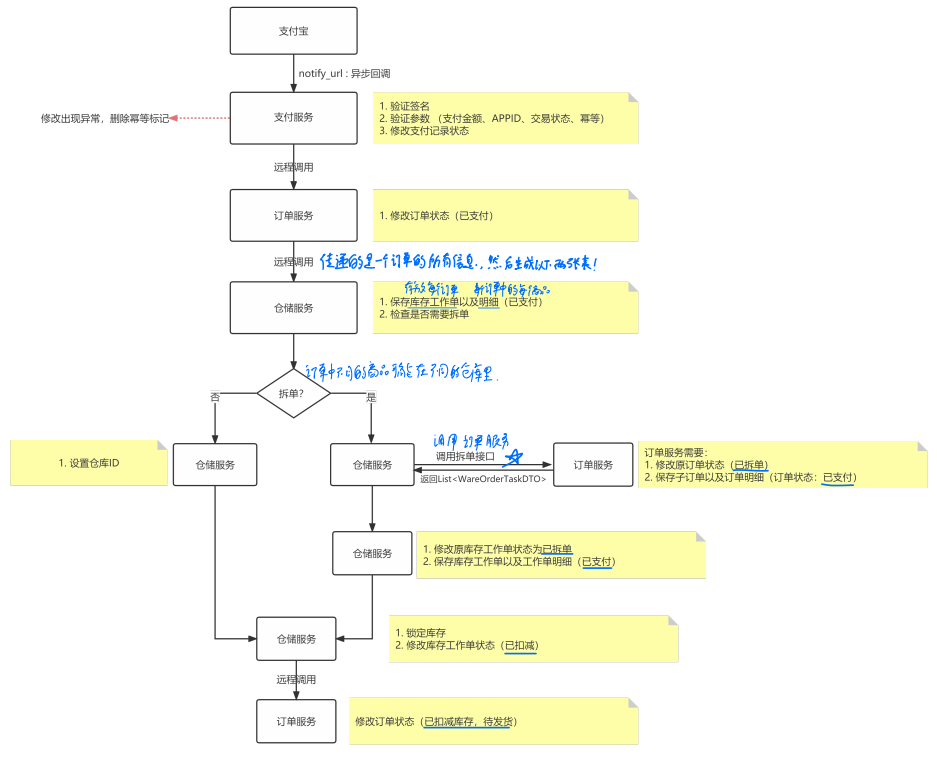 支付宝
notify_url : 异步回调
支付服务
1. 验证签名
2. 验证参数 （支付金额、APPID、交易状态、幂等）
3. 修改支付记录状态
修改出现异常，删除幂等标记
远程调用
订单服务
1. 修改订单状态（已支付）
远程调用
传递的是一个订单的所有信息，然后生成以下两张表！
仓储服务
1. 保存库存工作单以及明细（已支付）
2. 检查是否需要拆单
订单中不同的商品可能在不同的仓库里.
拆单?
否
是
1. 设置仓库ID
仓储服务
仓储服务
调用订单服务
调用拆单接口
返回List<WareOrderTaskDTO>
订单服务
订单服务需要：
1. 修改原订单状态（已拆单）
2. 保存子订单以及订单明细（订单状态：已支付）
仓储服务
1. 修改原库存工作单状态为已拆单
2. 保存库存工作单以及工作单明细（已支付）
仓储服务
1. 锁定库存
2. 修改库存工作单状态（已扣减）
远程调用
订单服务
修改订单状态（已扣减库存，待发货）